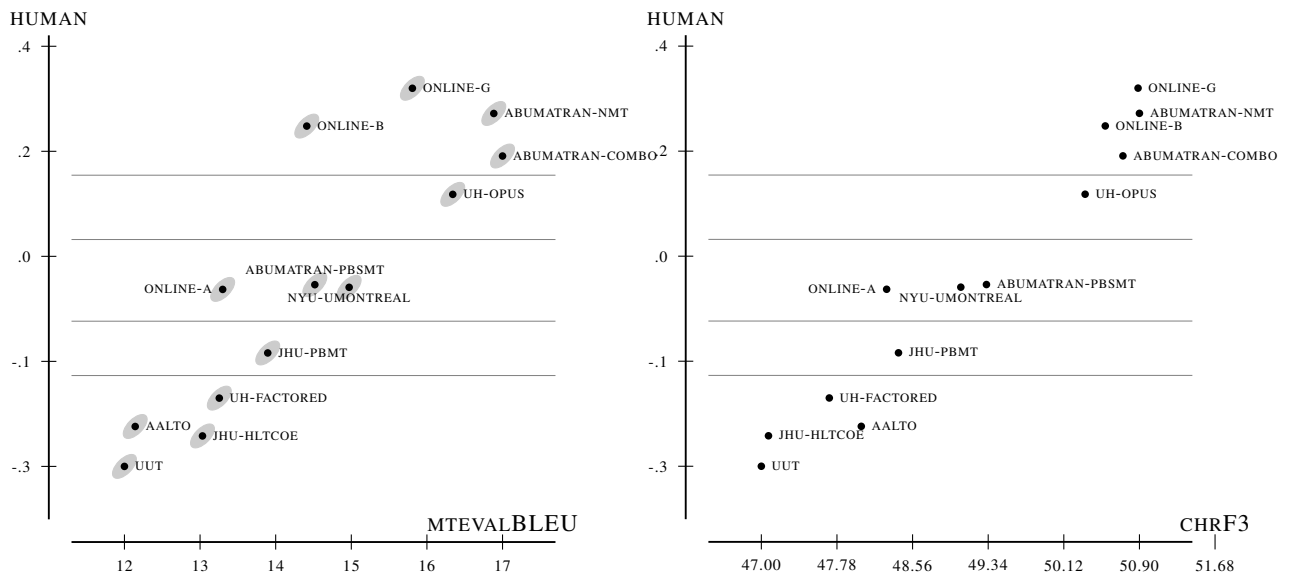 HUMAN
.4
ONLINE-G
ABUMATRAN-NMT
ONLINE-B
.2
ABUMATRAN-COMBO
UH-OPUS
.0
ABUMATRAN-PBSMT
ONLINE-A
NYU-UMONTREAL
JHU-PBMT
-.1
UH-FACTORED
AALTO
JHU-HLTCOE
UUT
-.3
MTEVALBLEU
12 13 14 15 16 17
HUMAN
.4
ONLINE-G
ABUMATRAN-NMT
ONLINE-B
.2
ABUMATRAN-COMBO
UH-OPUS
.0
ABUMATRAN-PBSMT
ONLINE-A
NYU-UMONTREAL
JHU-PBMT
-.1
UH-FACTORED
AALTO
JHU-HLTCOE
UUT
-.3
CHRF3
47.00 47.78 48.56 49.34 50.12 50.90 51.68